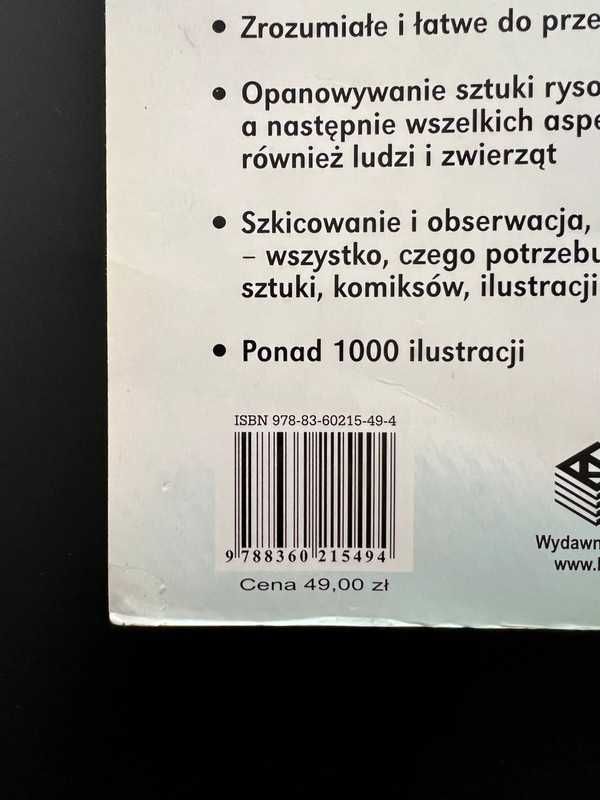 • Zrozumiałe i łatwe do prze
• Opanowywanie sztuki ryso
a następnie wszelkich aspe
również ludzi i zwierząt
• Szkicowanie i obserwacja,
– wszystko, czego potrzebu
sztuki, komiksów, ilustracji
• Ponad 1000 ilustracji
ISBN 978-83-60215-49-4
9 788360 215494
Cena 49,00 zł
Wydawn
www.